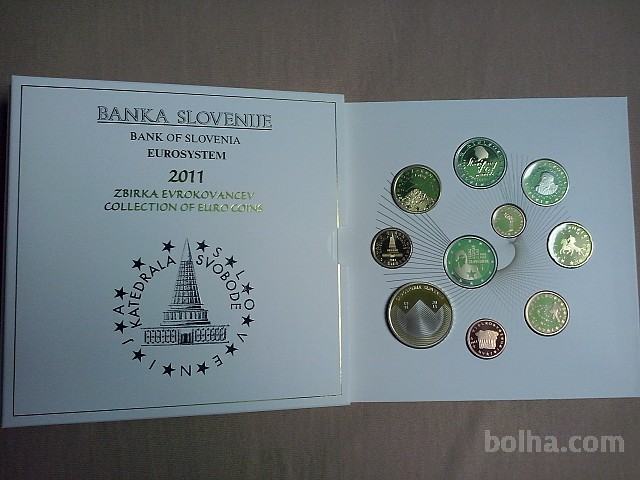 BANKA SLOVENIJE
BANK OF SLOVENIA
EUROSYSTEM
2011
ZBIRKA EVROKOVANCEV
COLLECTION OF EURO COINS
KATEDRALA SVOBODE
SLOVENIJA
bolha.com